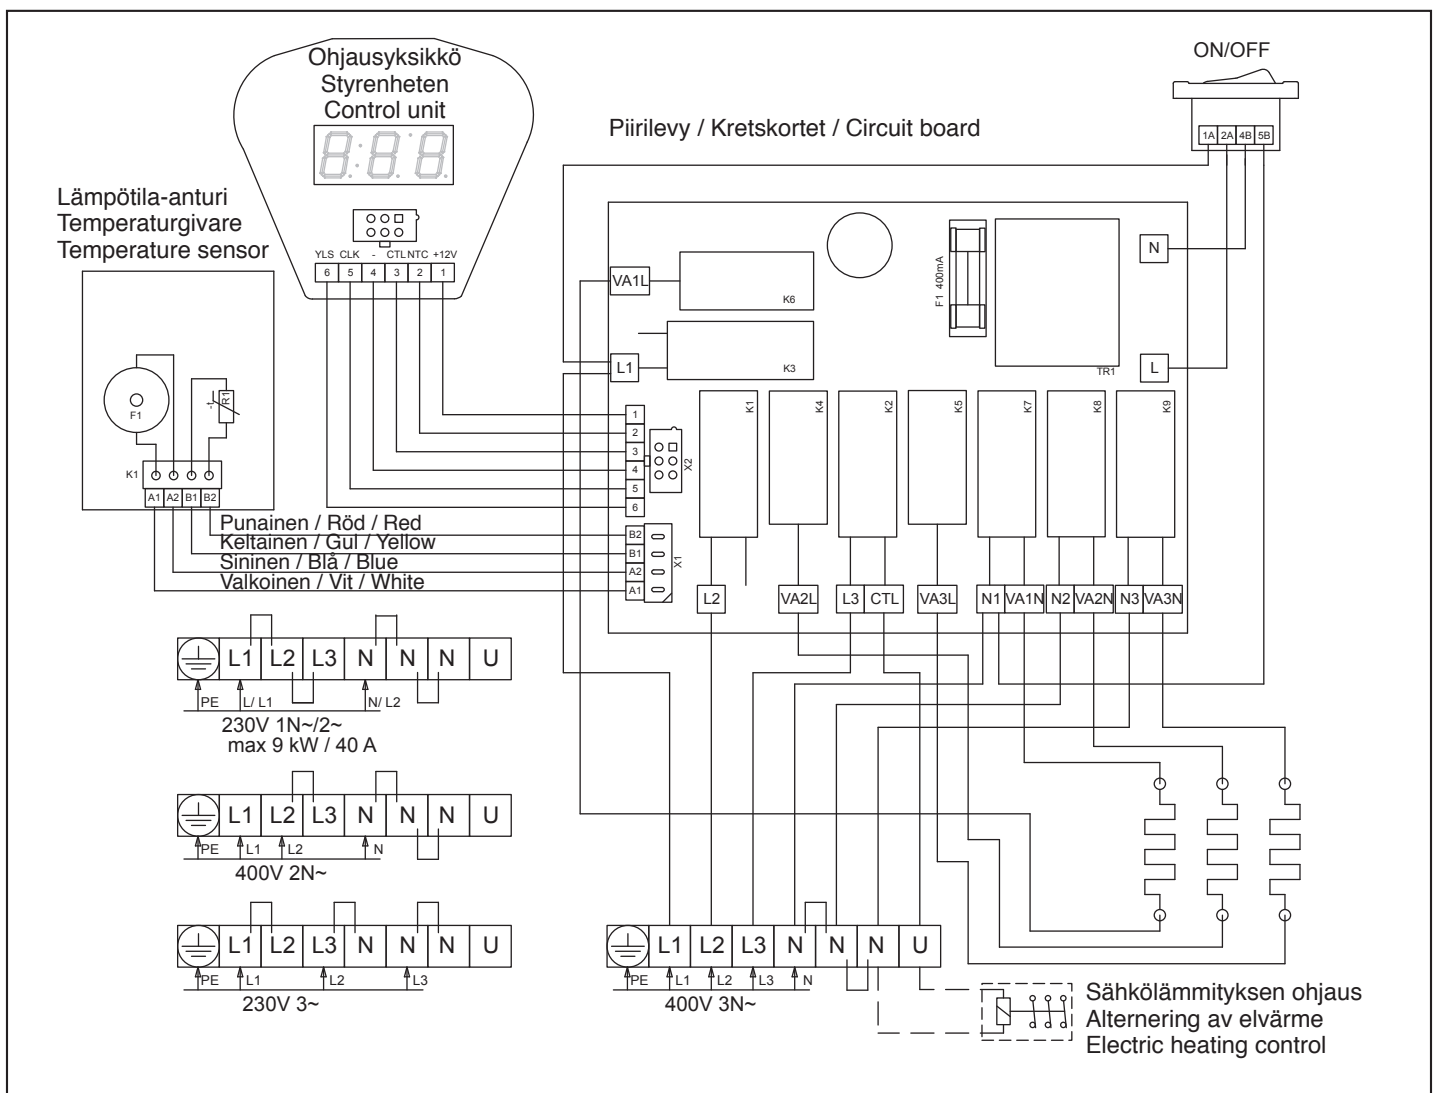 Ohjausyksikkö
Styrenheten
Control unit
YLS CLK - CTL NTC +12V
6 5 4 3 2 1
Lämpötila-anturi
Temperaturgivare
Temperature sensor
F1
-t
R1
K1
A1 A2 B1 B2
Punainen / Röd / Red
Keltainen / Gul / Yellow
Sininen / Blå / Blue
Valkoinen / Vit / White
ON/OFF
1A 2A 4B 5B
Piirilevy / Kretskortet / Circuit board
VA1L
K6
L1
K3
F1 400mA
TR1
N
L
1
2
3
4
5
6
X2
B2
B1
A2
A1
X1
K1 K4 K2 K5 K7 K8 K9
L2 VA2L L3 CTL VA3L N1 VA1N N2 VA2N N3 VA3N
L1 L2 L3 N N N U
PE L/ L1 N/ L2
230V 1N~/2~
max 9 kW / 40 A
L1 L2 L3 N N N U
PE L1 L2 N
400V 2N~
L1 L2 L3 N N N U
PE L1 L2 L3
230V 3~
L1 L2 L3 N N N U
PE L1 L2 L3 N
400V 3N~
Sähkölämmityksen ohjaus
Alternering av elvärme
Electric heating control